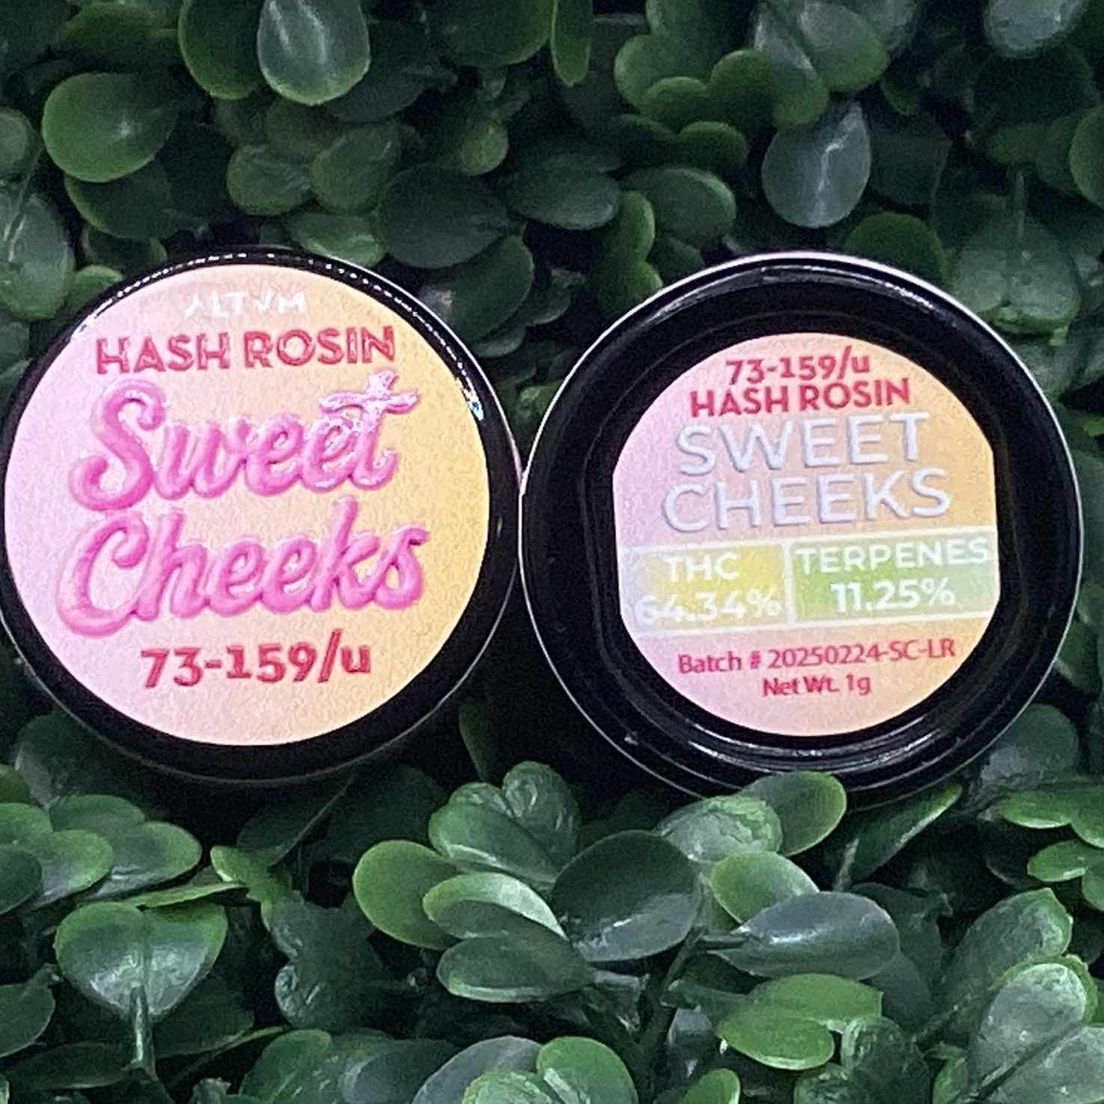 ALTVM
HASH ROSIN
Sweet
Cheeks
73-159/u
73-159/u
HASH ROSIN
SWEET
CHEEKS
THC
64.34%
TERPENES
11.25%
Batch # 20250224-SC-LR
Net Wt. 1g